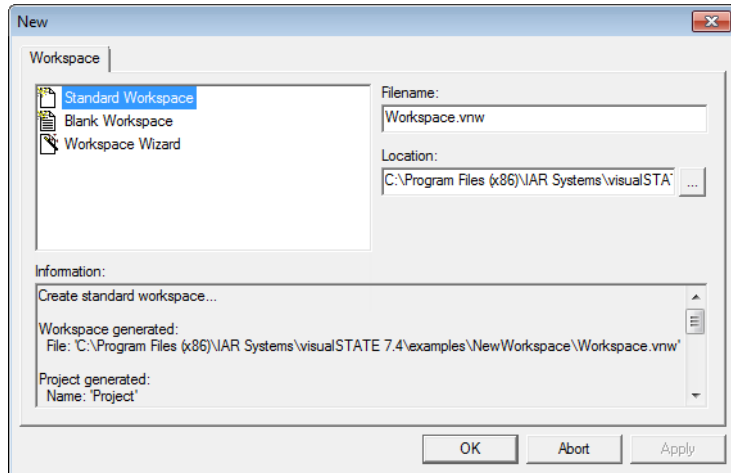 New
Workspace
Standard Workspace
Blank Workspace
Workspace Wizard
Filename:
Workspace.vnw
Location:
C:\Program Files (x86)\IAR Systems\visualSTA
...
Information:
Create standard workspace...
Workspace generated:
File: 'C:\Program Files (x86)\IAR Systems\visualSTATE 7.4\examples\NewWorkspace\Workspace.vnw'
Project generated:
Name: 'Project'
OK
Abort
Apply